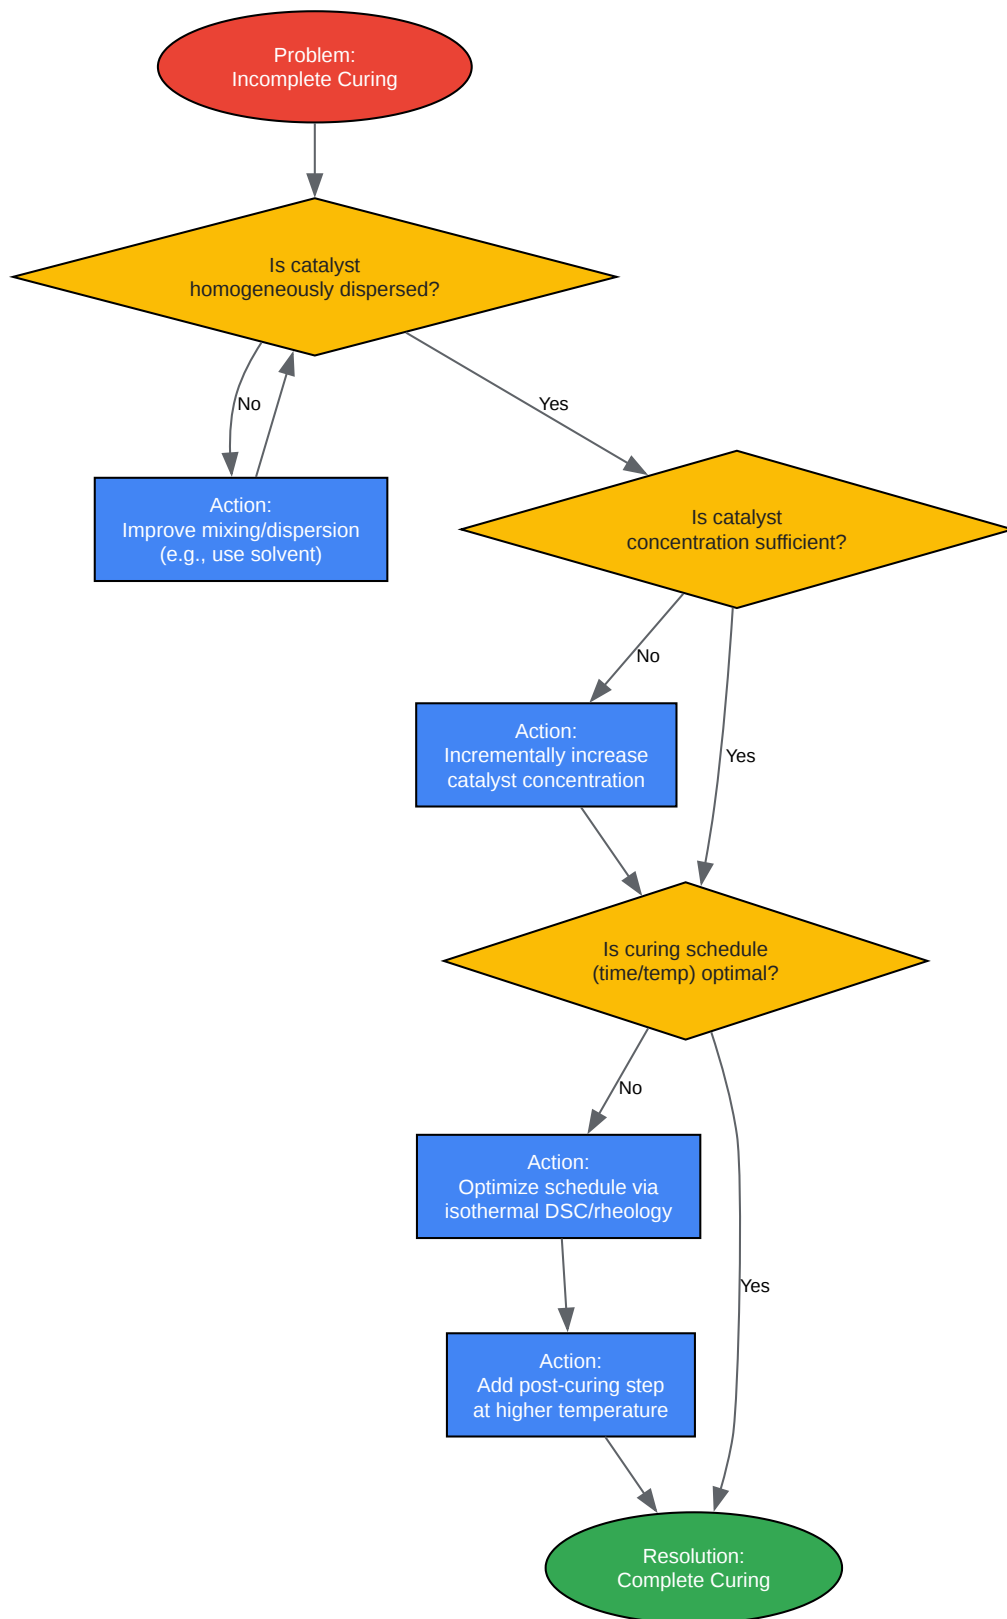 Problem:
Incomplete Curing
Is catalyst
homogeneously dispersed?
No
Yes
Action:
Improve mixing/dispersion
(e.g., use solvent)
Is catalyst
concentration sufficient?
No
Yes
Action:
Incrementally increase
catalyst concentration
Is curing schedule
(time/temp) optimal?
No
Yes
Action:
Optimize schedule via
isothermal DSC/rheology
Action:
Add post-curing step
at higher temperature
Resolution:
Complete Curing